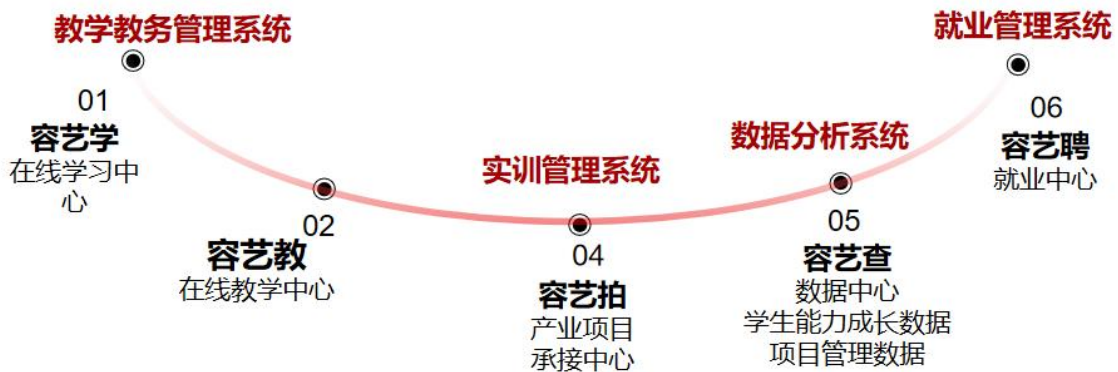 教学教务管理系统
01
容艺学
在线学习中
心
02
容艺教
在线教学中心
实训管理系统
04
容艺拍
产业项目
承接中心
数据分析系统
05
容艺查
数据中心
学生能力成长数据
项目管理数据
就业管理系统
06
容艺聘
就业中心